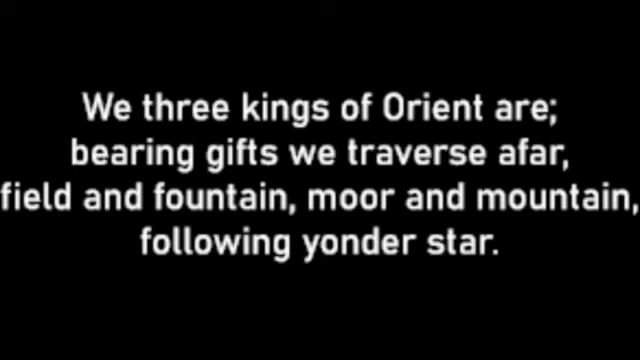 We three kings of Orient are;
bearing gifts we traverse afar,
field and fountain, moor and mountain,
following yonder star.